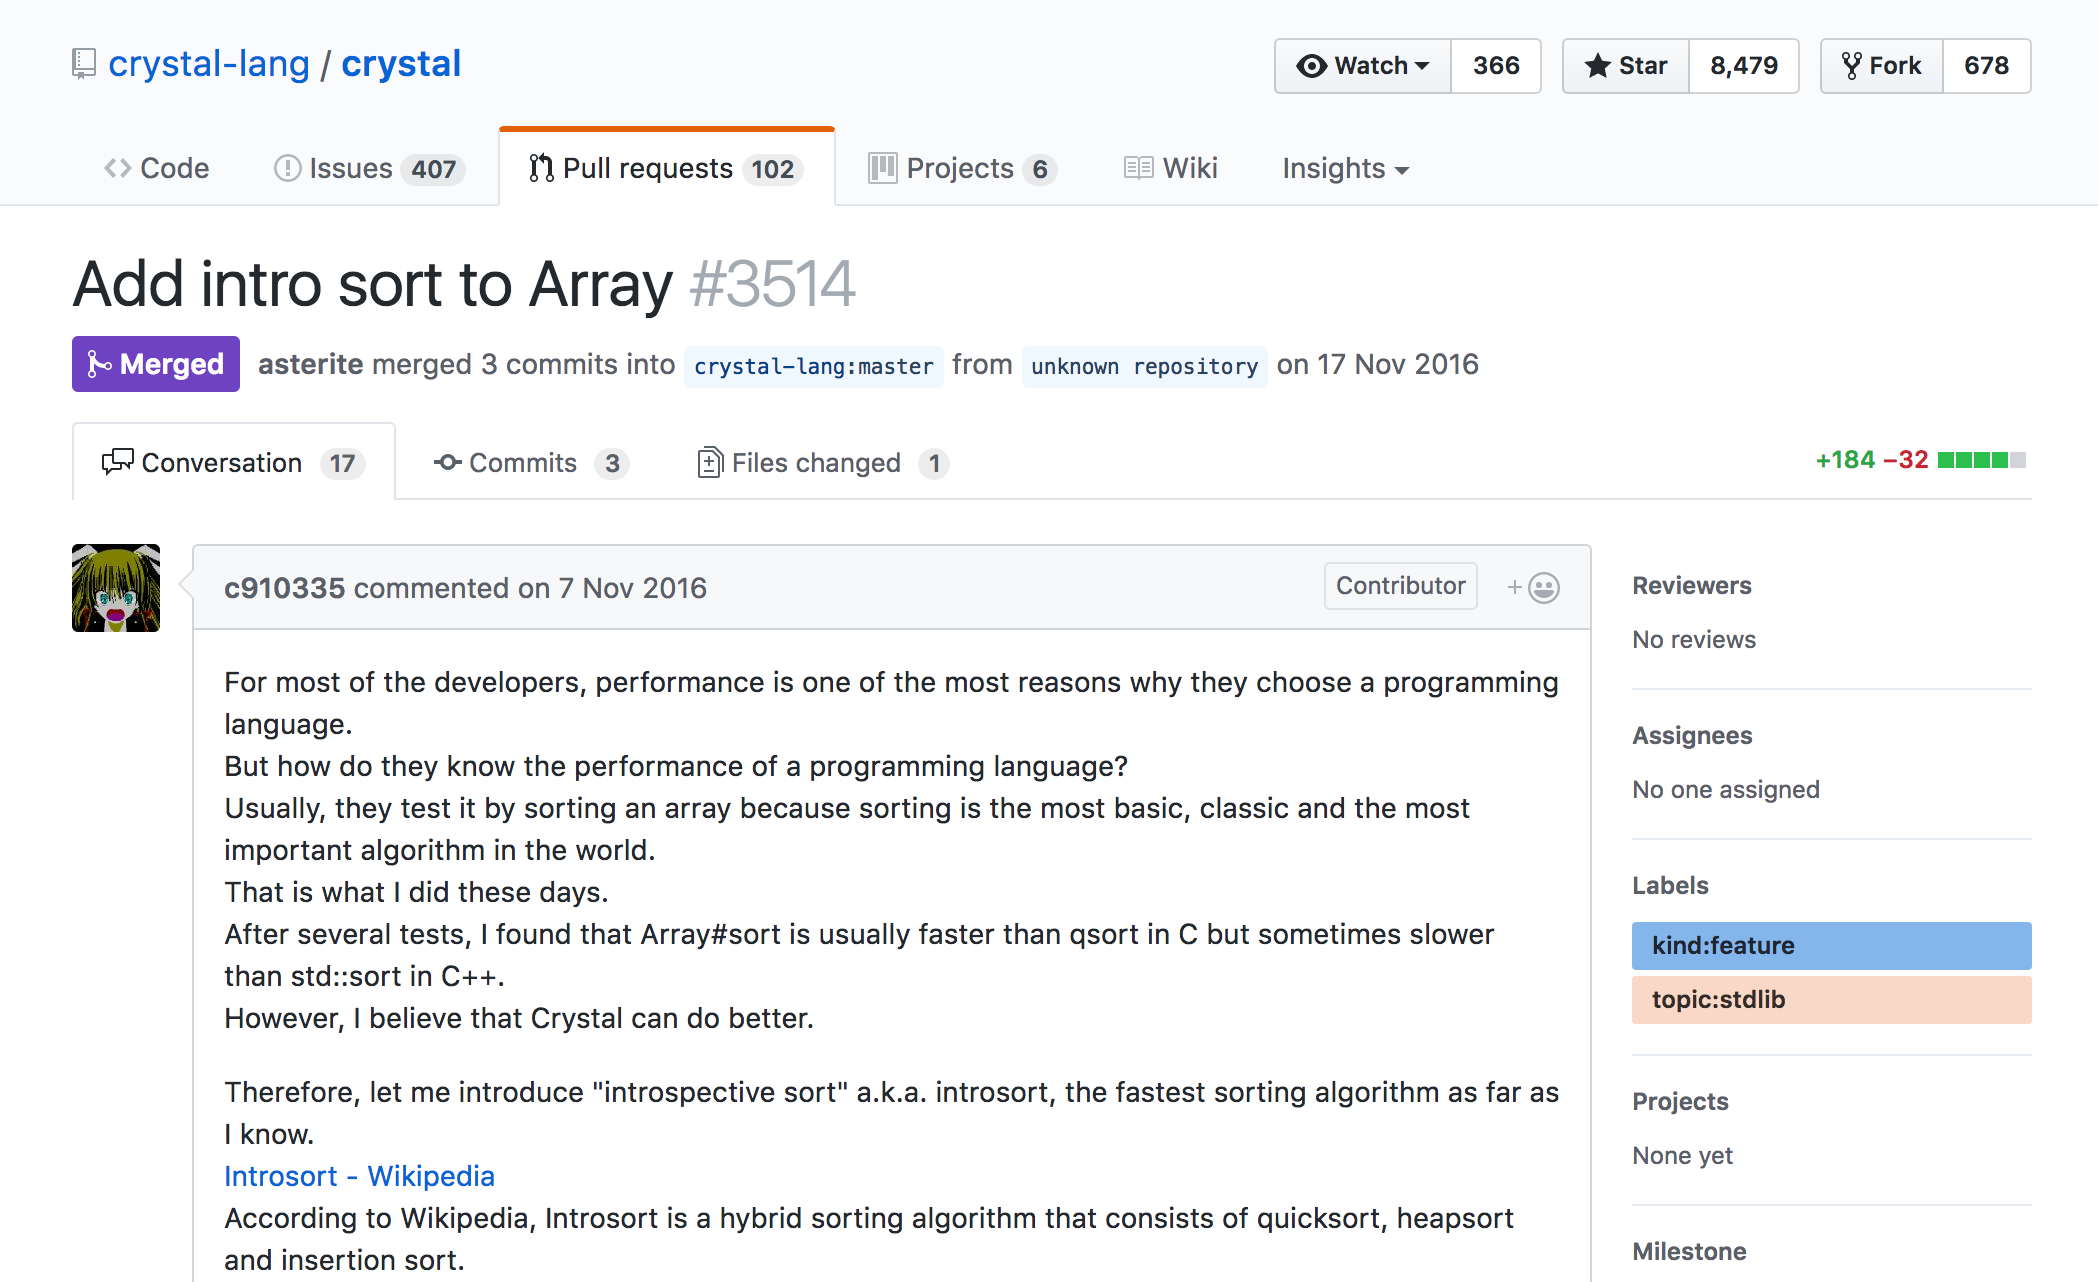 crystal-lang / crystal
Watch 366 Star 8,479 Fork 678
Code Issues 407 Pull requests 102 Projects 6 Wiki Insights
Add intro sort to Array #3514
Merged asterite merged 3 commits into crystal-lang:master from unknown repository on 17 Nov 2016
Conversation 17 Commits 3 Files changed 1 +184 −32
c910335 commented on 7 Nov 2016 Contributor +
For most of the developers, performance is one of the most reasons why they choose a programming
language.
But how do they know the performance of a programming language?
Usually, they test it by sorting an array because sorting is the most basic, classic and the most
important algorithm in the world.
That is what I did these days.
After several tests, I found that Array#sort is usually faster than qsort in C but sometimes slower
than std::sort in C++.
However, I believe that Crystal can do better.
Therefore, let me introduce "introspective sort" a.k.a. introsort, the fastest sorting algorithm as far as
I know.
Introsort - Wikipedia
According to Wikipedia, Introsort is a hybrid sorting algorithm that consists of quicksort, heapsort
and insertion sort.
Reviewers
No reviews
Assignees
No one assigned
Labels
kind:feature
topic:stdlib
Projects
None yet
Milestone